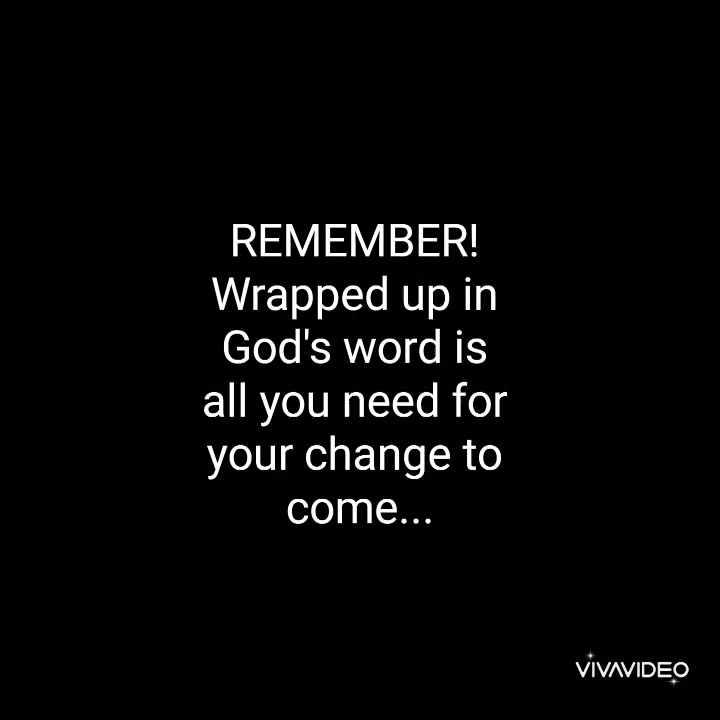 REMEMBER!
Wrapped up in
God's word is
all you need for
your change to
come...
VIVAVIDEO